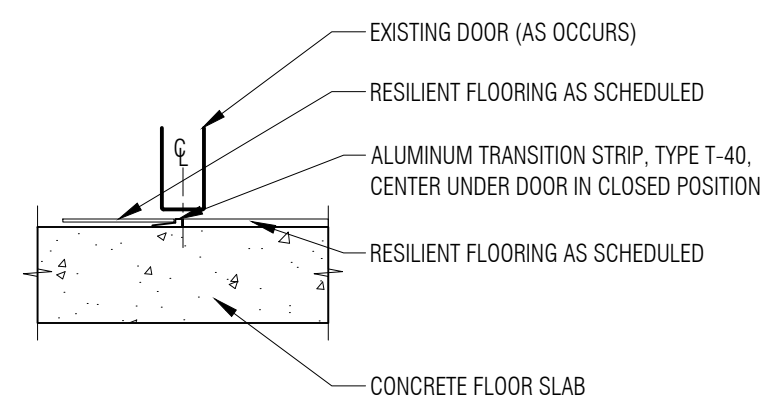 EXISTING DOOR (AS OCCURS)
RESILIENT FLOORING AS SCHEDULED
℄
ALUMINUM TRANSITION STRIP, TYPE T-40,
CENTER UNDER DOOR IN CLOSED POSITION
RESILIENT FLOORING AS SCHEDULED
CONCRETE FLOOR SLAB